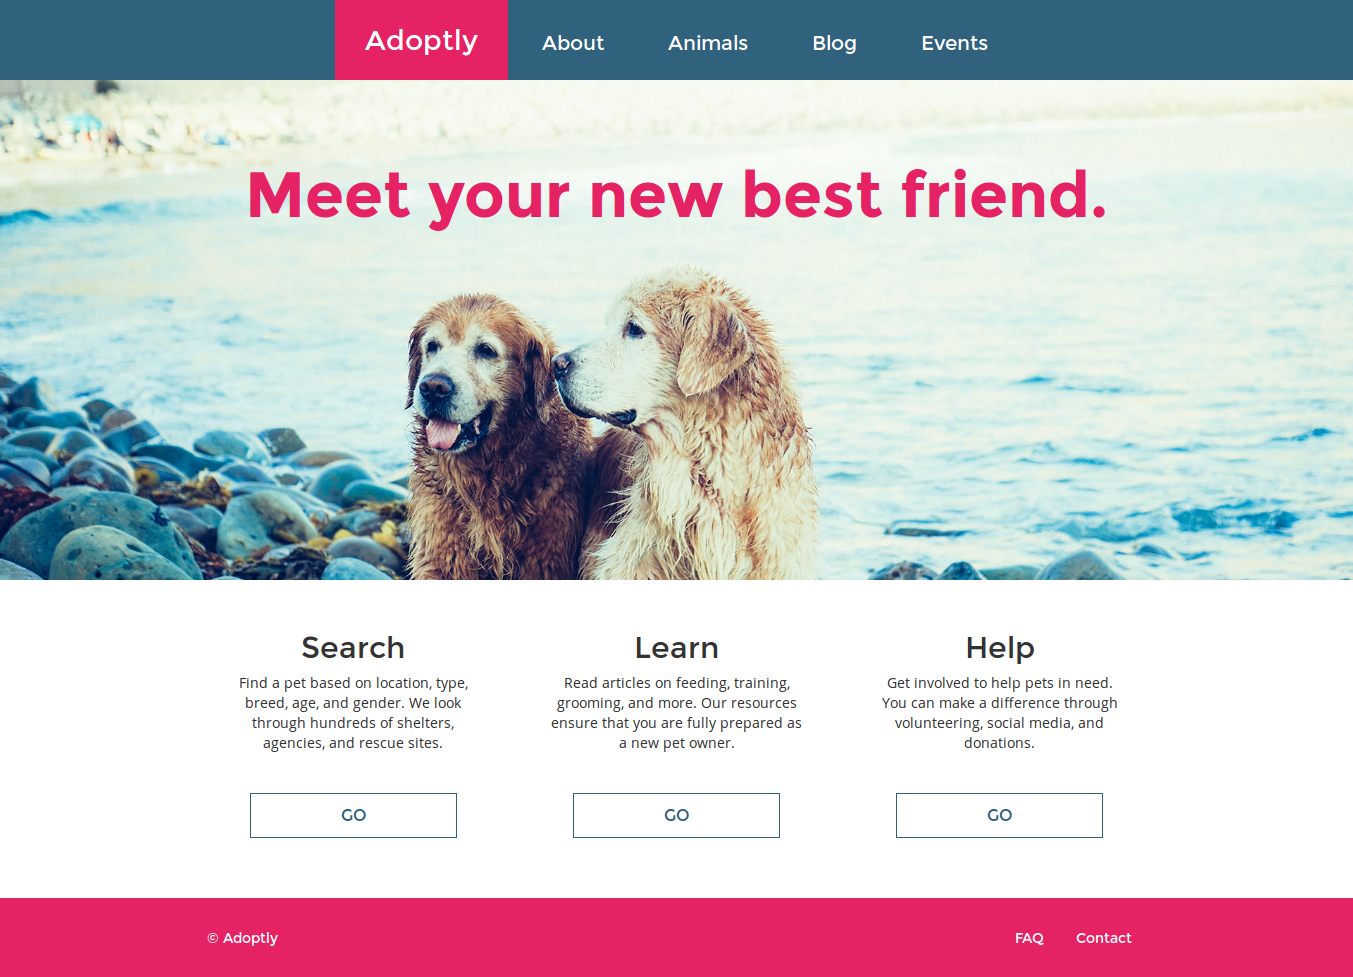 Adoptly About Animals Blog Events
Meet your new best friend.
Search
Find a pet based on location, type,
breed, age, and gender. We look
through hundreds of shelters,
agencies, and rescue sites.
GO
Learn
Read articles on feeding, training,
grooming, and more. Our resources
ensure that you are fully prepared as
a new pet owner.
GO
Help
Get involved to help pets in need.
You can make a difference through
volunteering, social media, and
donations.
GO
© Adoptly FAQ Contact